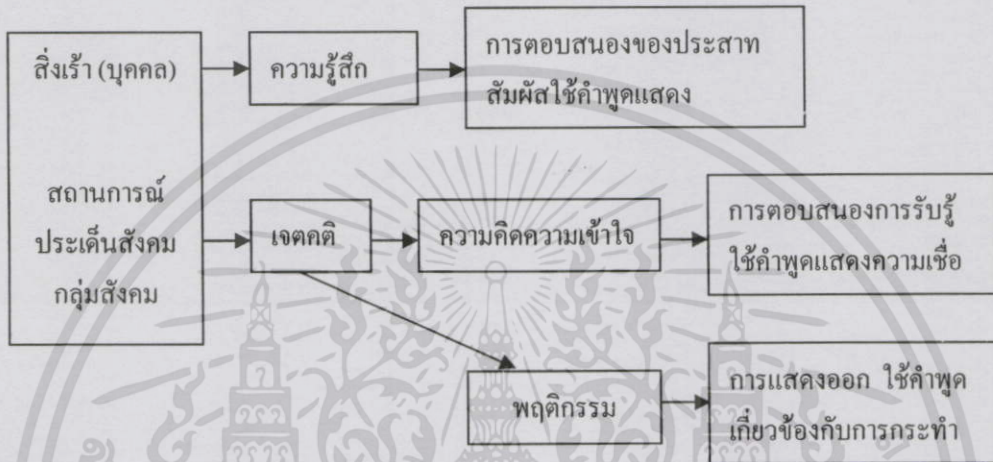 สิ่งเร้า (บุคคล)
สถานการณ์
ประเด็นสังคม
กลุ่มสังคม
ความรู้สึก
การตอบสนองของประสาท
สัมผัสใช้คำพูดแสดง
เจตคติ
ความคิดความเข้าใจ
การตอบสนองการรับรู้
ใช้คำพูดแสดงความเชื่อ
พฤติกรรม
การแสดงออก ใช้คำพูด
เกี่ยวข้องกับการกระทำ